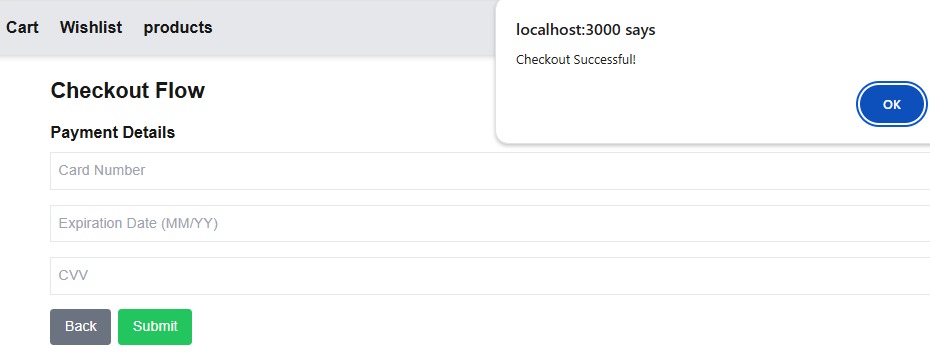 Cart Wishlist products
localhost:3000 says
Checkout Successful!
OK
Checkout Flow
Payment Details
Card Number
Expiration Date (MM/YY)
CVV
Back Submit